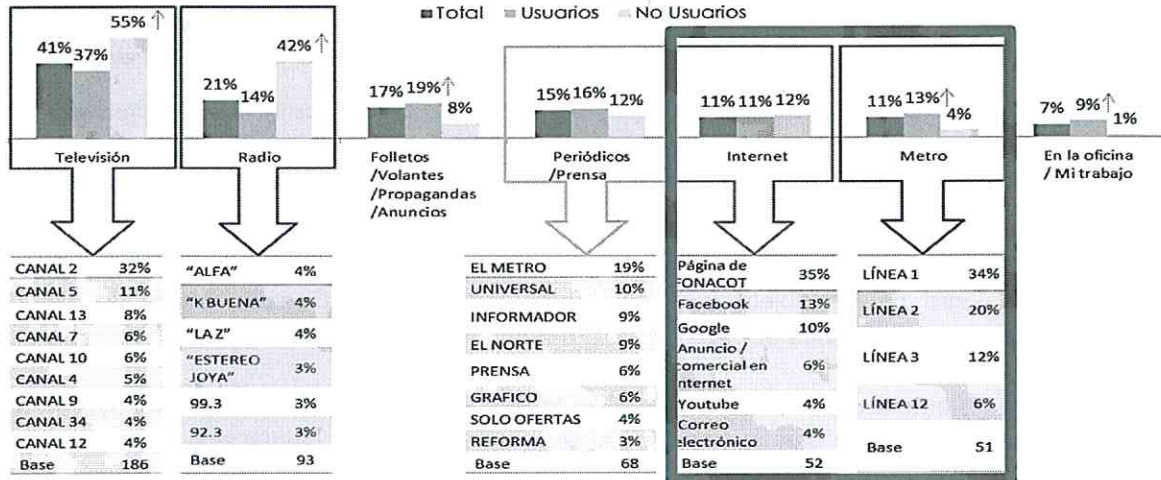 Total Usuarios No Usuarios
41% 37% 55% ↑
Televisión
21% 14% 42% ↑
Radio
17% 19% ↑ 8%
Folletos
/Volantes
/Propagandas
/Anuncios
15% 16% 12%
Periódicos
/Prensa
11% 11% 12%
Internet
11% 13% ↑ 4%
Metro
7% 9% ↑ 1%
En la oficina
/ Mi trabajo
CANAL 2 32%
CANAL 5 11%
CANAL 13 8%
CANAL 7 6%
CANAL 10 6%
CANAL 4 5%
CANAL 9 4%
CANAL 34 4%
CANAL 12 4%
Base 186
"ALFA" 4%
"K BUENA" 4%
"LA Z" 4%
"ESTEREO
JOYA" 3%
99.3 3%
92.3 3%
Base 93
EL METRO 19%
UNIVERSAL 10%
INFORMADOR 9%
EL NORTE 9%
PRENSA 6%
GRAFICO 6%
SOLO OFERTAS 4%
REFORMA 3%
Base 68
Página de
FONACOT 35%
Facebook 13%
Google 10%
Anuncio /
comercial en
nternet 6%
Youtube 4%
Correo
electrónico 4%
Base 52
LÍNEA 1 34%
LÍNEA 2 20%
LÍNEA 3 12%
LÍNEA 12 6%
Base 51